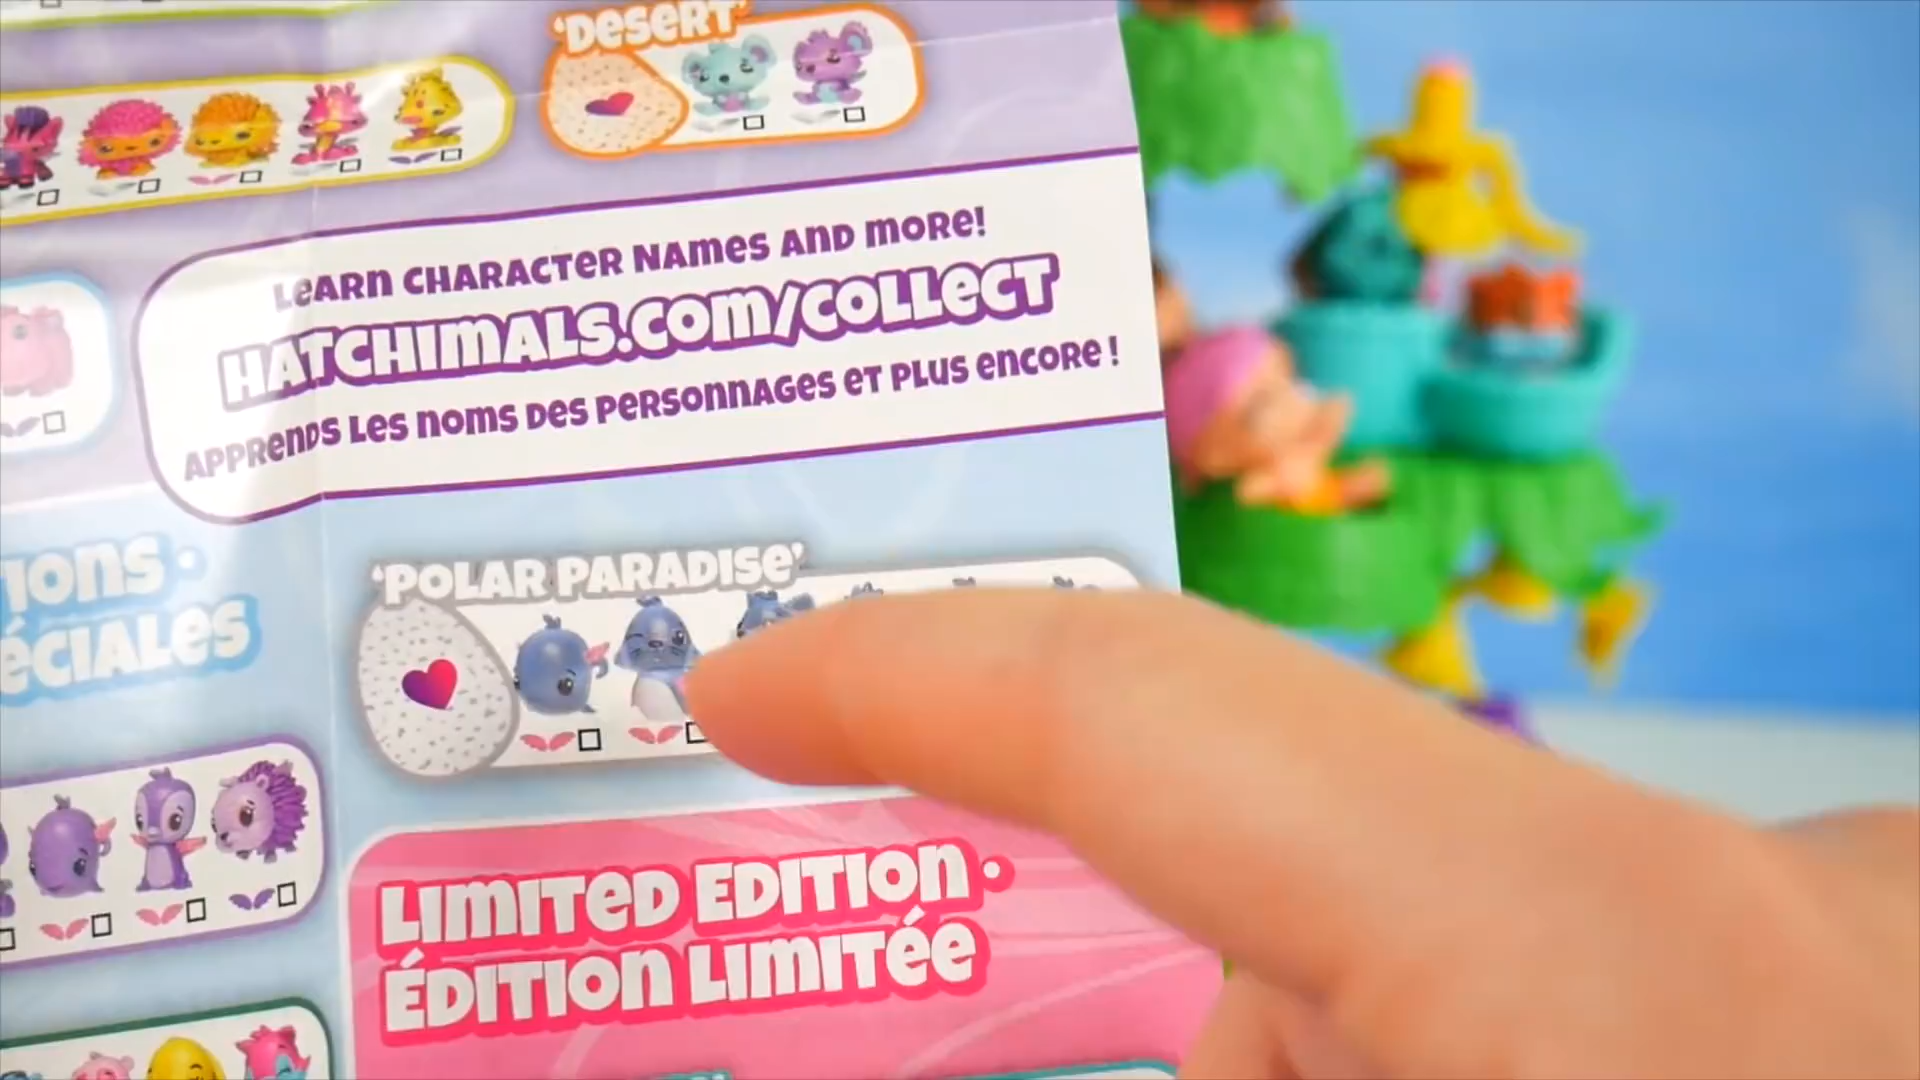 'DESERT'
LEARN CHARACTER NAMES AND MORE!
HATCHIMALS.COM/COLLECT
APPRENDS LES NOMS DES PERSONNAGES ET PLUS ENCORE !
IONS •
ÉCIALES
'POLAR PARADISE'
LIMITED EDITION •
ÉDITION LIMITÉE